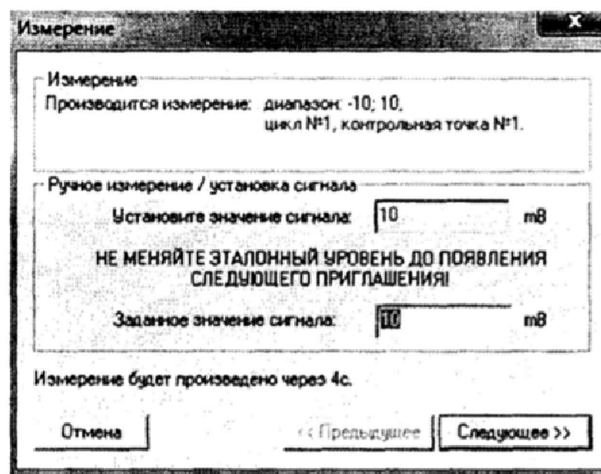 Измерение
Измерение
Производится измерение: диапазон: -10; 10,
цикл №1, контрольная точка №1.
Ручное измерение / установка сигнала
Установите значение сигнала: 10 мВ
НЕ МЕНЯЙТЕ ЭТАЛОННЫЙ УРОВЕНЬ ДО ПОЯВЛЕНИЯ
СЛЕДУЮЩЕГО ПРИГЛАШЕНИЯ!
Заданное значение сигнала: 10 мВ
Измерение будет произведено через 4с.
Отмена << Предыдущее Следующее >>